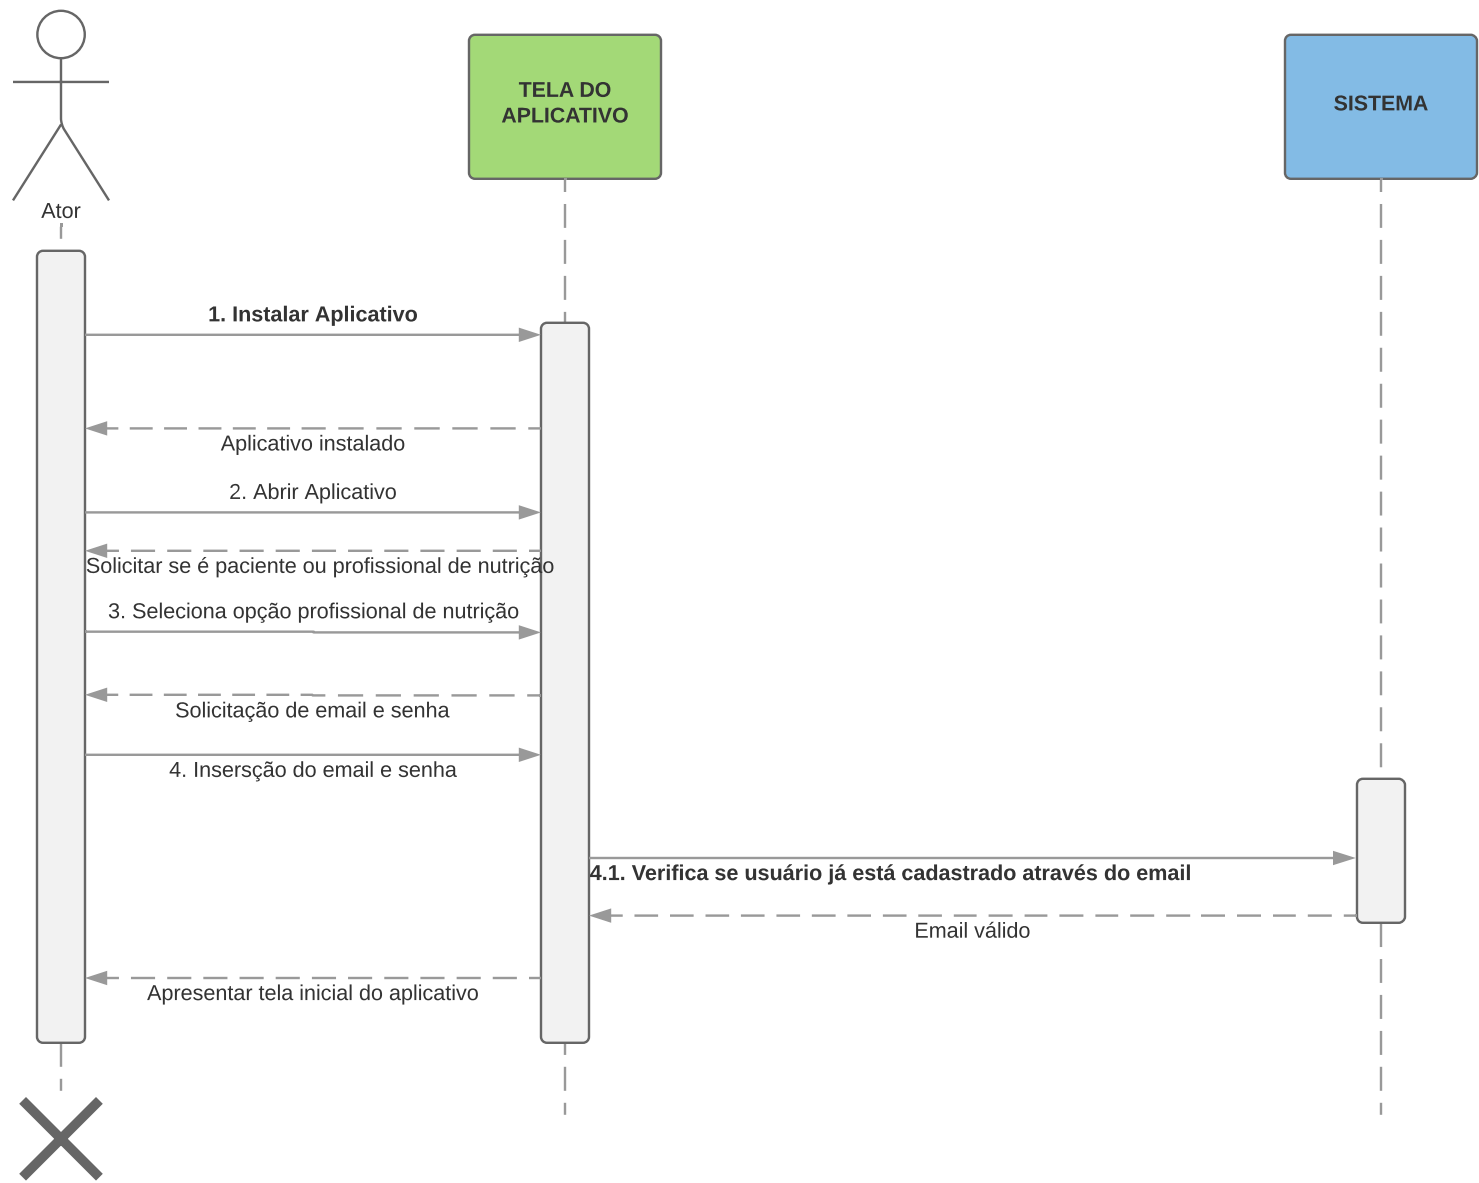 TELA DO
APLICATIVO
SISTEMA
Ator
1. Instalar Aplicativo
Aplicativo instalado
2. Abrir Aplicativo
Solicitar se é paciente ou profissional de nutrição
3. Seleciona opção profissional de nutrição
Solicitação de email e senha
4. Insersção do email e senha
4.1. Verifica se usuário já está cadastrado através do email
Email válido
Apresentar tela inicial do aplicativo